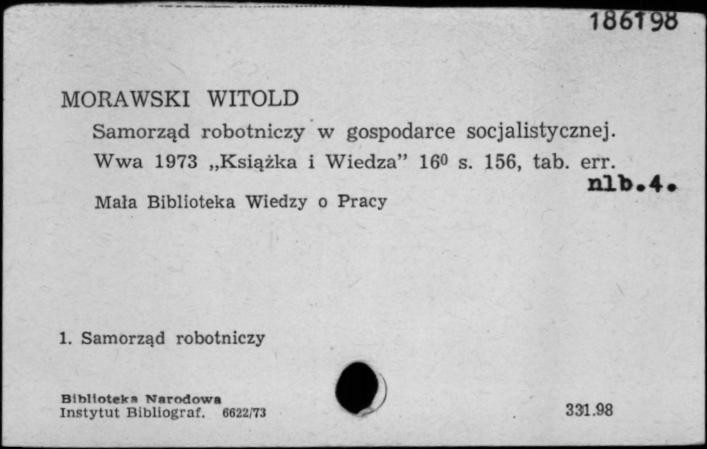 186198
MORAWSKI WITOLD
Samorząd robotniczy w gospodarce socjalistycznej.
Wwa 1973 „Książka i Wiedza” 16⁰ s. 156, tab. err.
nlb.4.
Mała Biblioteka Wiedzy o Pracy
1. Samorząd robotniczy
Biblioteka Narodowa
Instytut Bibliograf. 6622/73
331.98